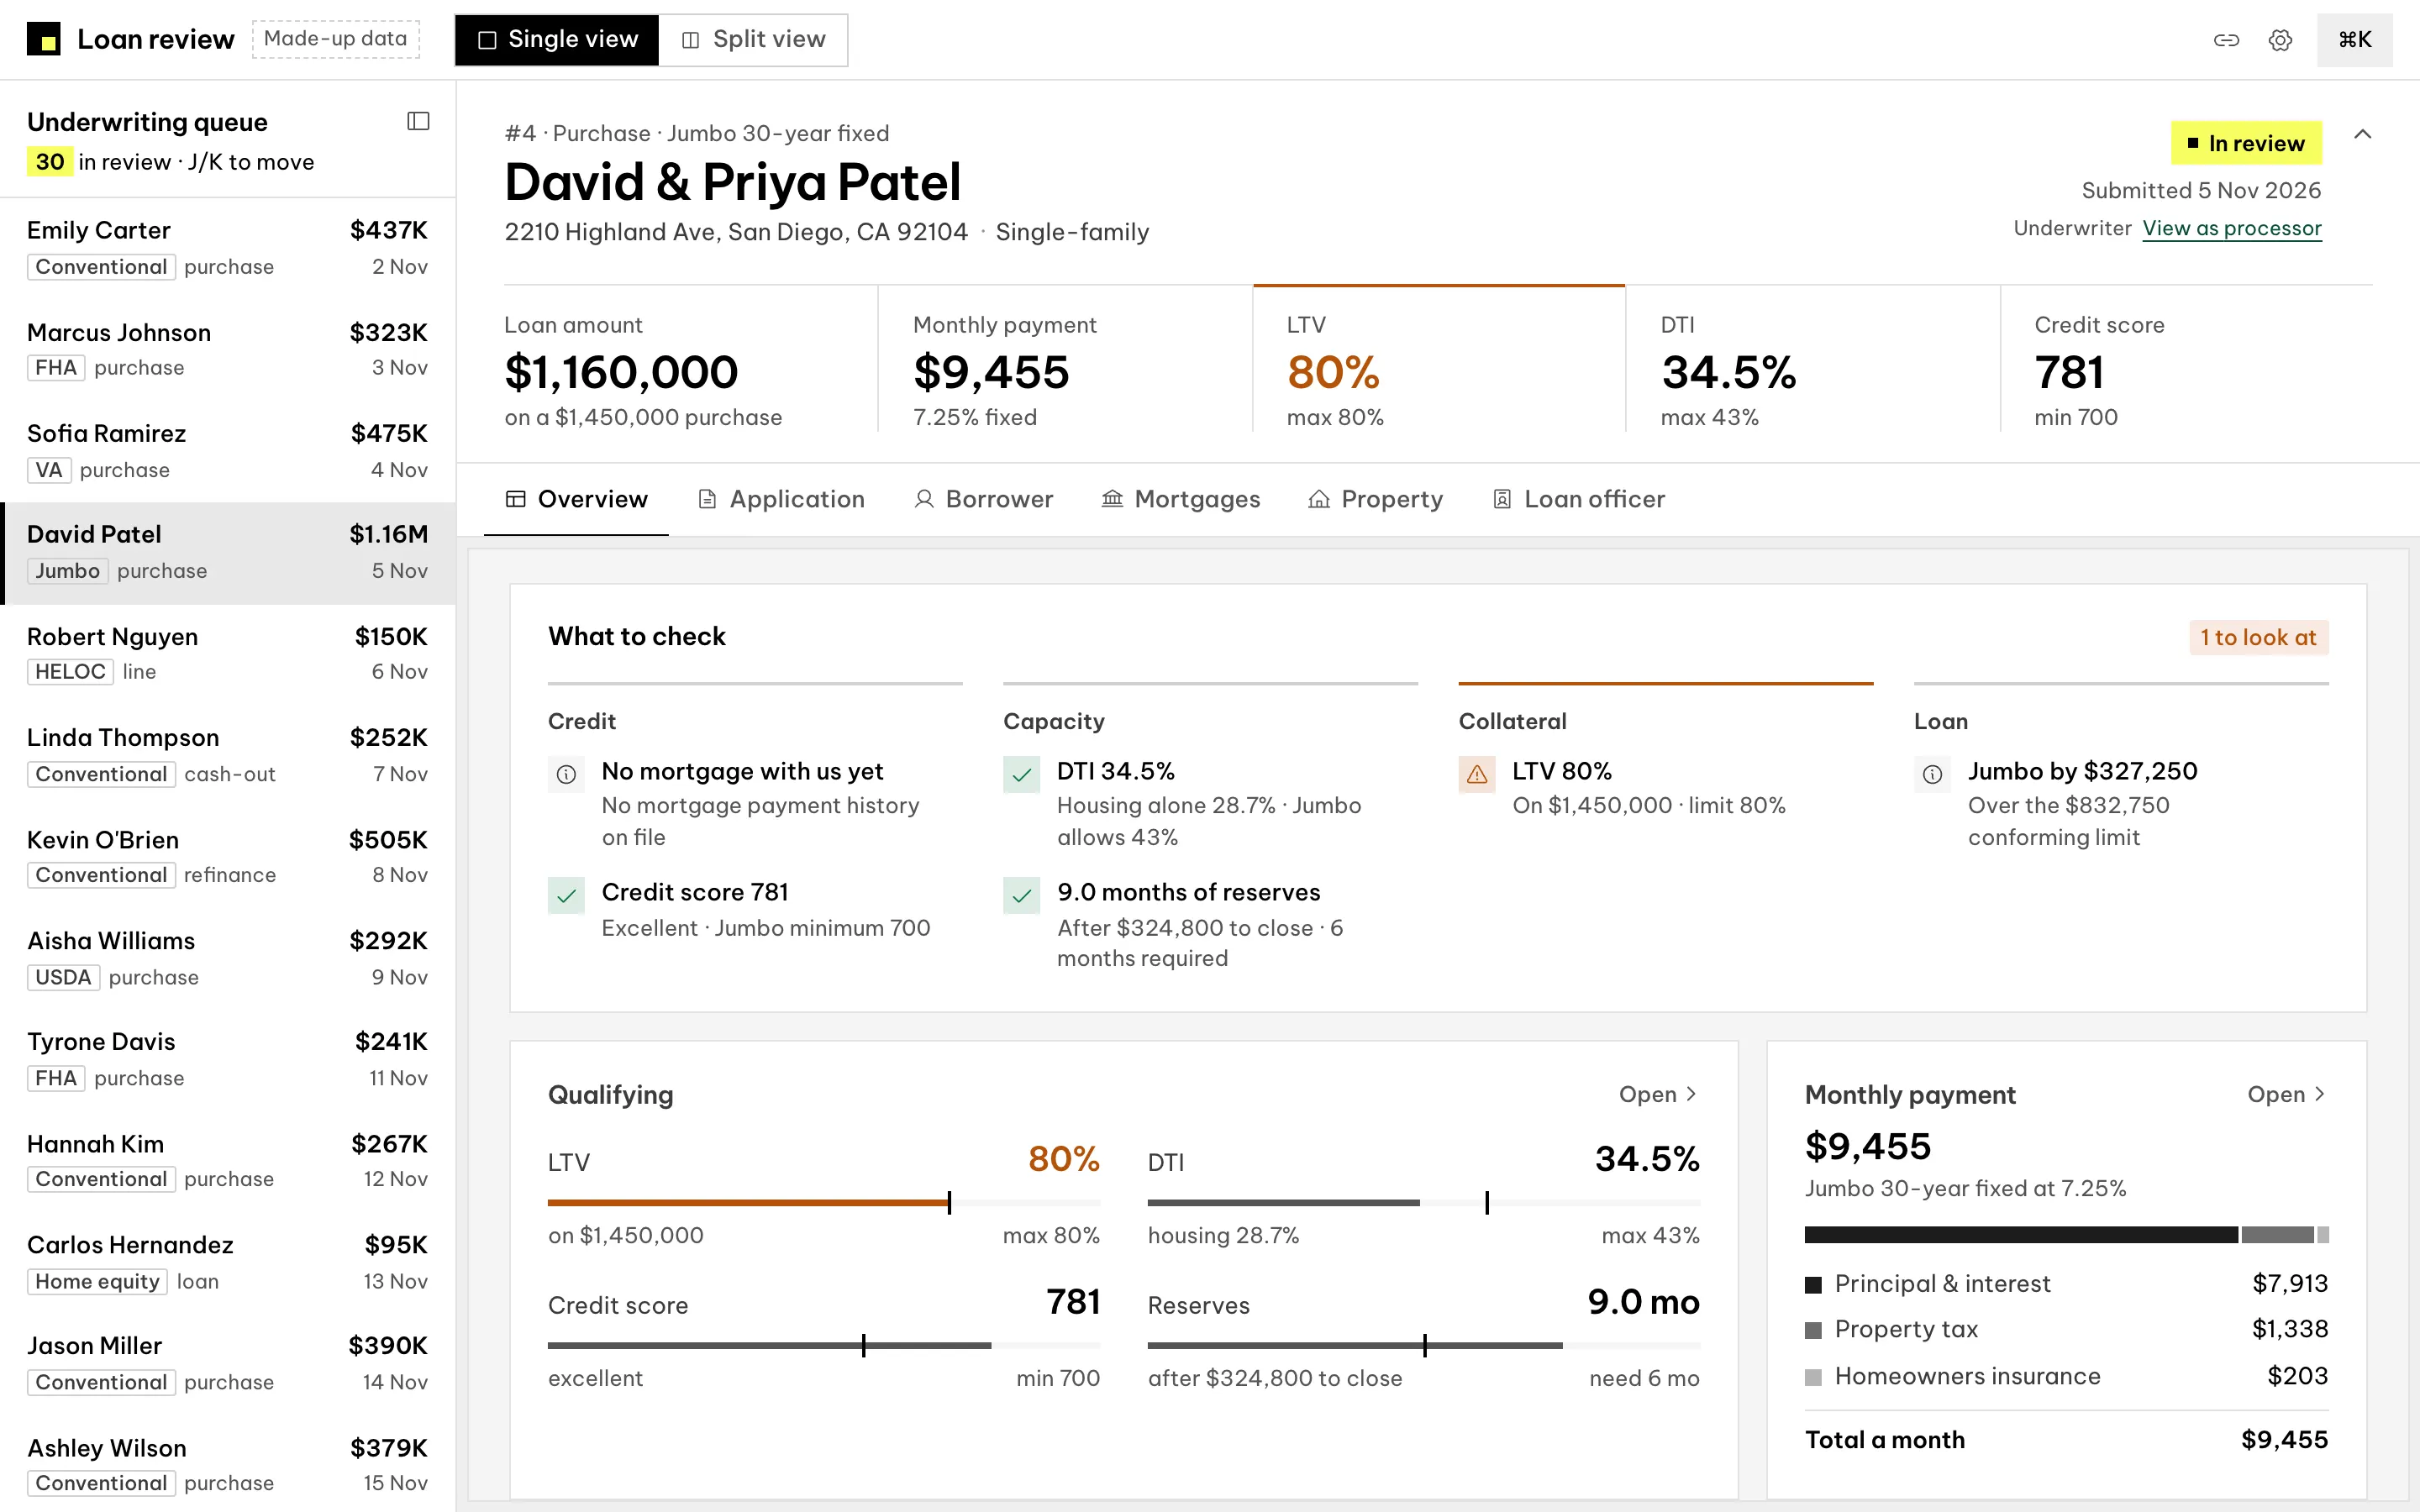 Loan review
Made-up data
Single view
Split view
⌘K
Underwriting queue
30 in review · J/K to move
Emily Carter $437K
Conventional purchase 2 Nov
Marcus Johnson $323K
FHA purchase 3 Nov
Sofia Ramirez $475K
VA purchase 4 Nov
David Patel $1.16M
Jumbo purchase 5 Nov
Robert Nguyen $150K
HELOC line 6 Nov
Linda Thompson $252K
Conventional cash-out 7 Nov
Kevin O'Brien $505K
Conventional refinance 8 Nov
Aisha Williams $292K
USDA purchase 9 Nov
Tyrone Davis $241K
FHA purchase 11 Nov
Hannah Kim $267K
Conventional purchase 12 Nov
Carlos Hernandez $95K
Home equity loan 13 Nov
Jason Miller $390K
Conventional purchase 14 Nov
Ashley Wilson $379K
Conventional purchase 15 Nov
#4 · Purchase · Jumbo 30-year fixed
David & Priya Patel
2210 Highland Ave, San Diego, CA 92104 · Single-family
In review
Submitted 5 Nov 2026
Underwriter View as processor
Loan amount
$1,160,000
on a $1,450,000 purchase
Monthly payment
$9,455
7.25% fixed
LTV
80%
max 80%
DTI
34.5%
max 43%
Credit score
781
min 700
Overview
Application
Borrower
Mortgages
Property
Loan officer
What to check
1 to look at
Credit
No mortgage with us yet
No mortgage payment history
on file
Credit score 781
Excellent · Jumbo minimum 700
Capacity
DTI 34.5%
Housing alone 28.7% · Jumbo
allows 43%
9.0 months of reserves
After $324,800 to close · 6
months required
Collateral
LTV 80%
On $1,450,000 · limit 80%
Loan
Jumbo by $327,250
Over the $832,750
conforming limit
Qualifying
Open
LTV 80%
on $1,450,000 max 80%
DTI 34.5%
housing 28.7% max 43%
Credit score 781
excellent min 700
Reserves 9.0 mo
after $324,800 to close need 6 mo
Monthly payment
Open
$9,455
Jumbo 30-year fixed at 7.25%
Principal & interest $7,913
Property tax $1,338
Homeowners insurance $203
Total a month $9,455